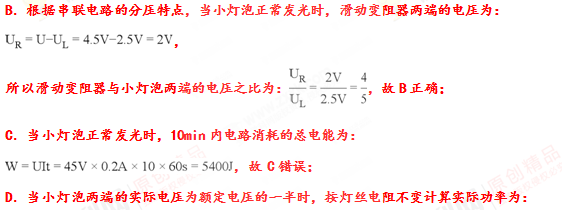 B．根据串联电路的分压特点，当小灯泡正常发光时，滑动变阻器两端的电压为：
U_R = U−U_L = 4.5V−2.5V = 2V，
所以滑动变阻器与小灯泡两端的电压之比为：U_R/U_L = 2V/2.5V = 4/5，故 B 正确；
C．当小灯泡正常发光时，10min 内电路消耗的总电能为：
W = UIt = 45V × 0.2A × 10 × 60s = 5400J，故 C 错误；
D．当小灯泡两端的实际电压为额定电压的一半时，按灯丝电阻不变计算实际功率为：